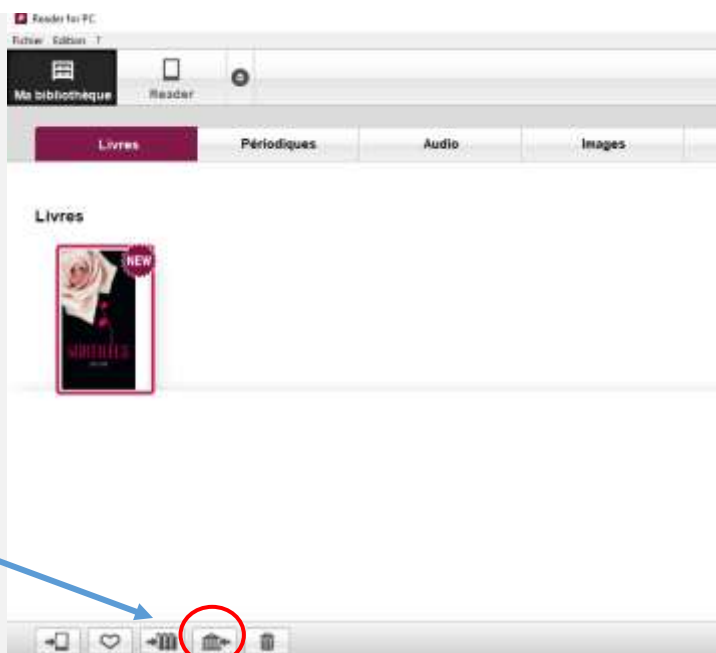 Reader for PC
Fichier Edition ?
Ma bibliothèque Reader
Livres Périodiques Audio Images
Livres
NEW